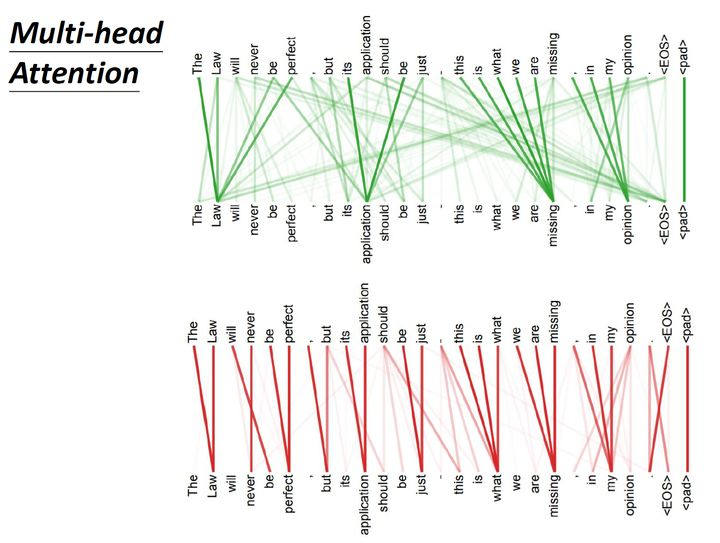 Multi-head
Attention
The Law will never be perfect , but its application should be just - this is what we are missing , in my opinion . <EOS> <pad>
The Law will never be perfect , but its application should be just - this is what we are missing , in my opinion . <EOS> <pad>
The Law will never be perfect , but its application should be just - this is what we are missing , in my opinion . <EOS> <pad>
The Law will never be perfect , but its application should be just - this is what we are missing , in my opinion . <EOS> <pad>